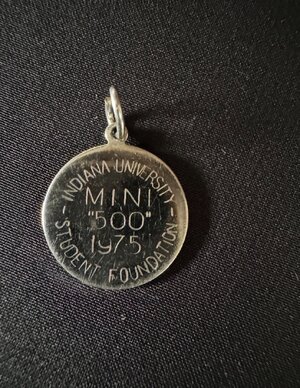 INDIANA UNIVERSITY
MINI
"500"
1975
STUDENT FOUNDATION